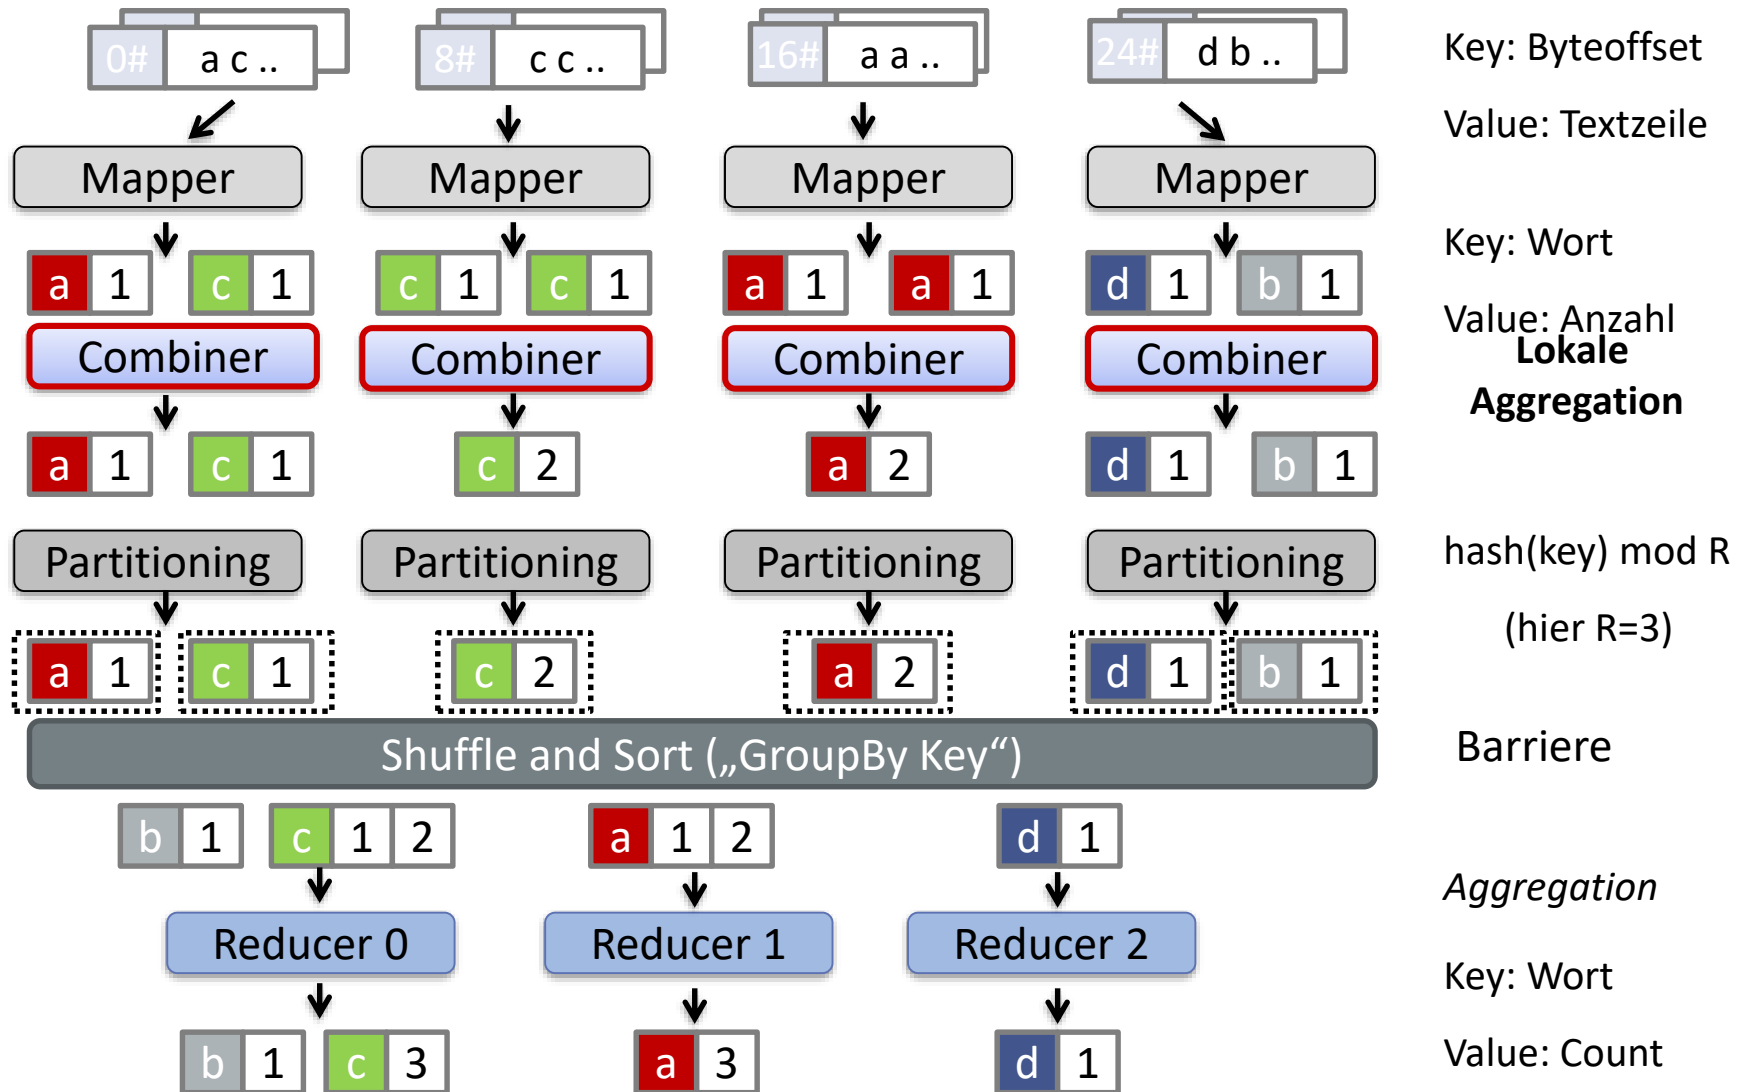 0# a c .. 8# c c .. 16# a a .. 24# d b .. Key: Byteoffset
Value: Textzeile
Mapper Mapper Mapper Mapper
Key: Wort
a 1 c 1 c 1 c 1 a 1 a 1 d 1 b 1
Value: Anzahl
Combiner Combiner Combiner Combiner Lokale
Aggregation
a 1 c 1 c 2 a 2 d 1 b 1
Partitioning Partitioning Partitioning Partitioning hash(key) mod R
(hier R=3)
a 1 c 1 c 2 a 2 d 1 b 1
Shuffle and Sort („GroupBy Key“) Barriere
b 1 c 1 2 a 1 2 d 1
Aggregation
Reducer 0 Reducer 1 Reducer 2
Key: Wort
b 1 c 3 a 3 d 1 Value: Count